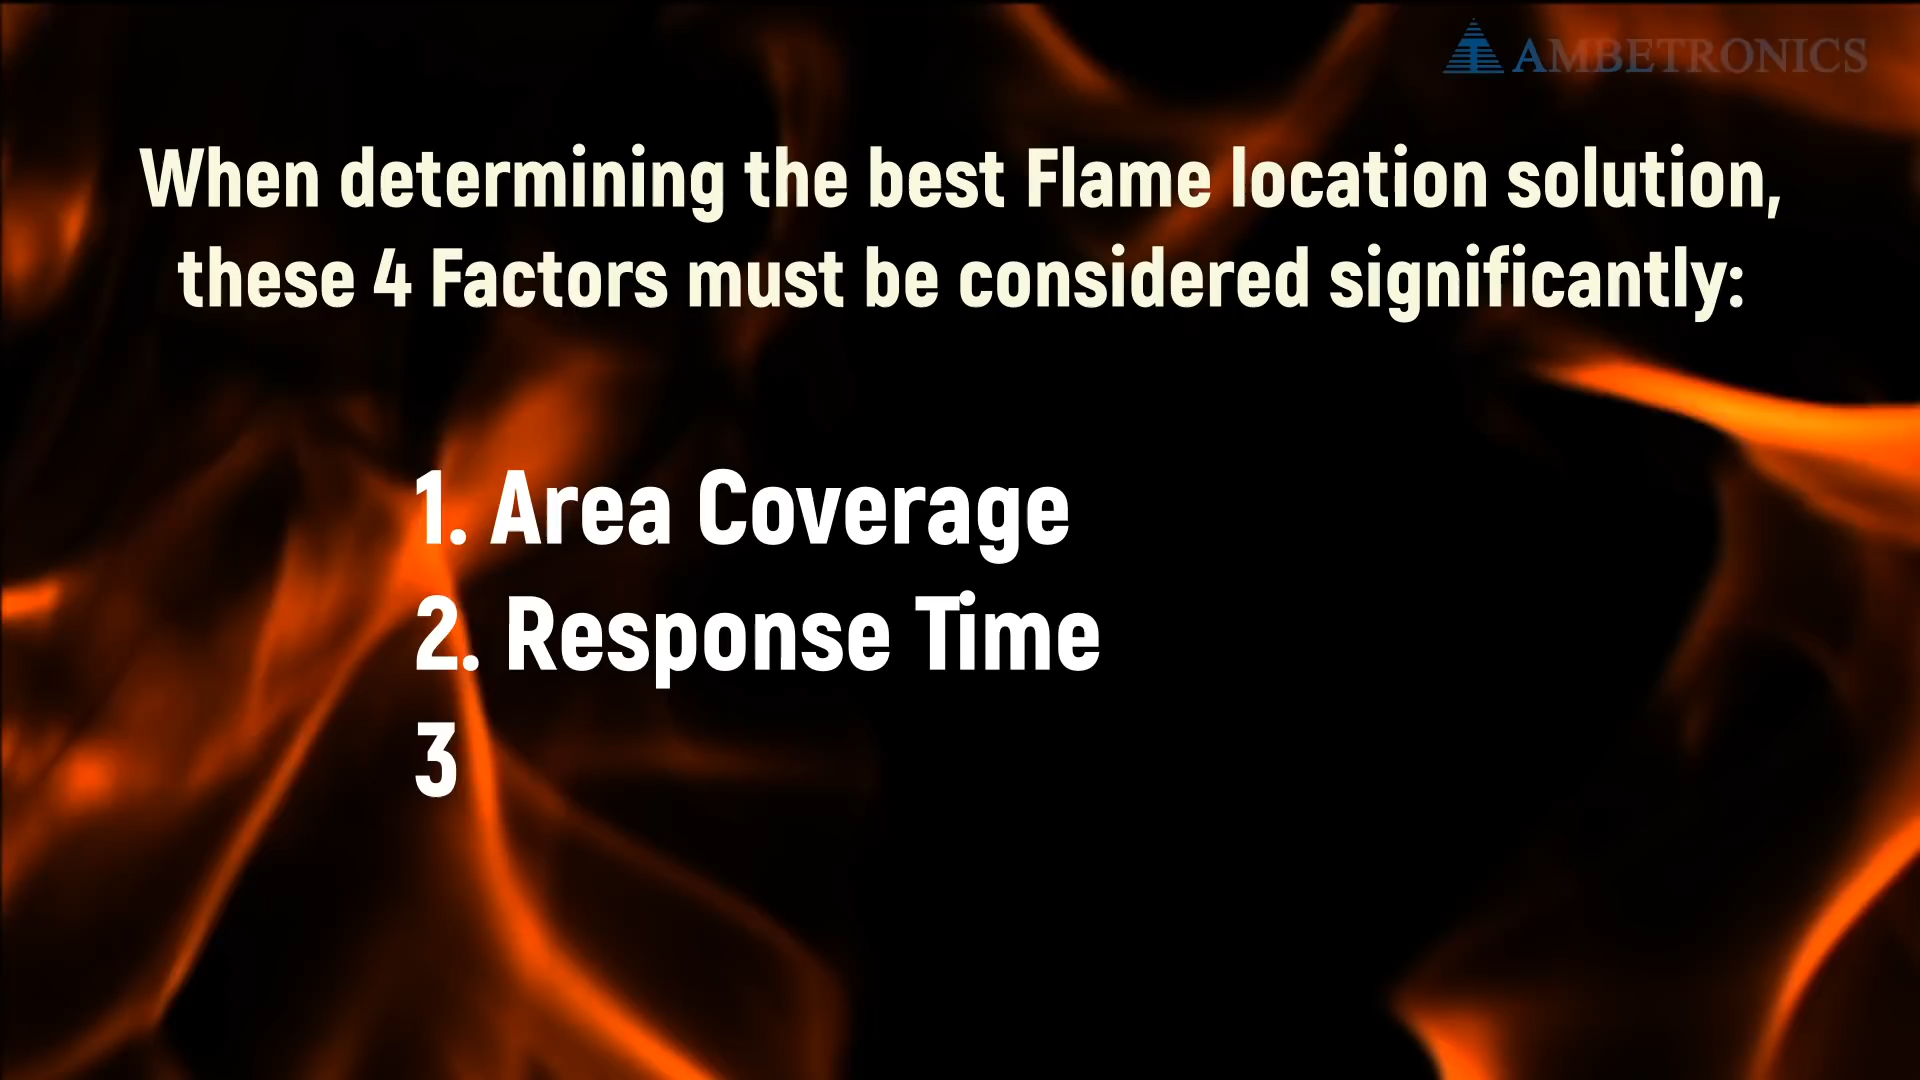 AMBETRONICS
When determining the best Flame location solution,
these 4 Factors must be considered significantly:
1. Area Coverage
2. Response Time
3